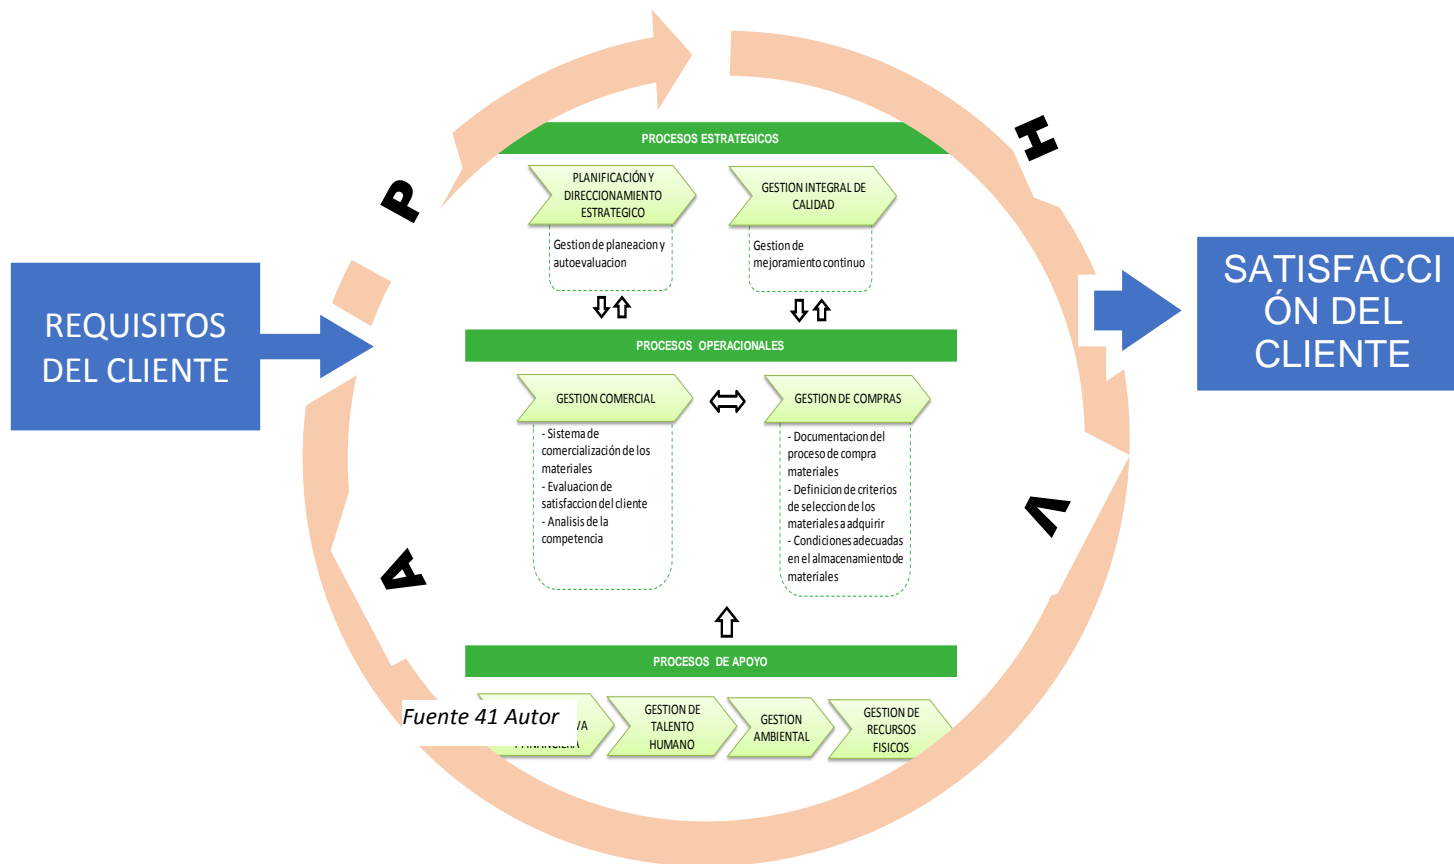 P
H
PROCESOS ESTRATEGICOS
PLANIFICACIÓN Y
DIRECCIONAMIENTO
ESTRATEGICO
GESTION INTEGRAL DE
CALIDAD
Gestion de planeacion y
autoevaluacion
Gestion de
mejoramiento continuo
REQUISITOS
DEL CLIENTE
SATISFACCI
ÓN DEL
CLIENTE
PROCESOS OPERACIONALES
GESTION COMERCIAL
GESTION DE COMPRAS
- Sistema de
comercialización de los
materiales
- Evaluacion de
satisfaccion del cliente
- Analisis de la
competencia
- Documentacion del
proceso de compra
materiales
- Definicion de criterios
de seleccion de los
materiales a adquirir
- Condiciones adecuadas
en el almacenamiento de
materiales
V
A
PROCESOS DE APOYO
Fuente 41 Autor
GESTION DE
TALENTO
HUMANO
GESTION
AMBIENTAL
GESTION DE
RECURSOS
FISICOS